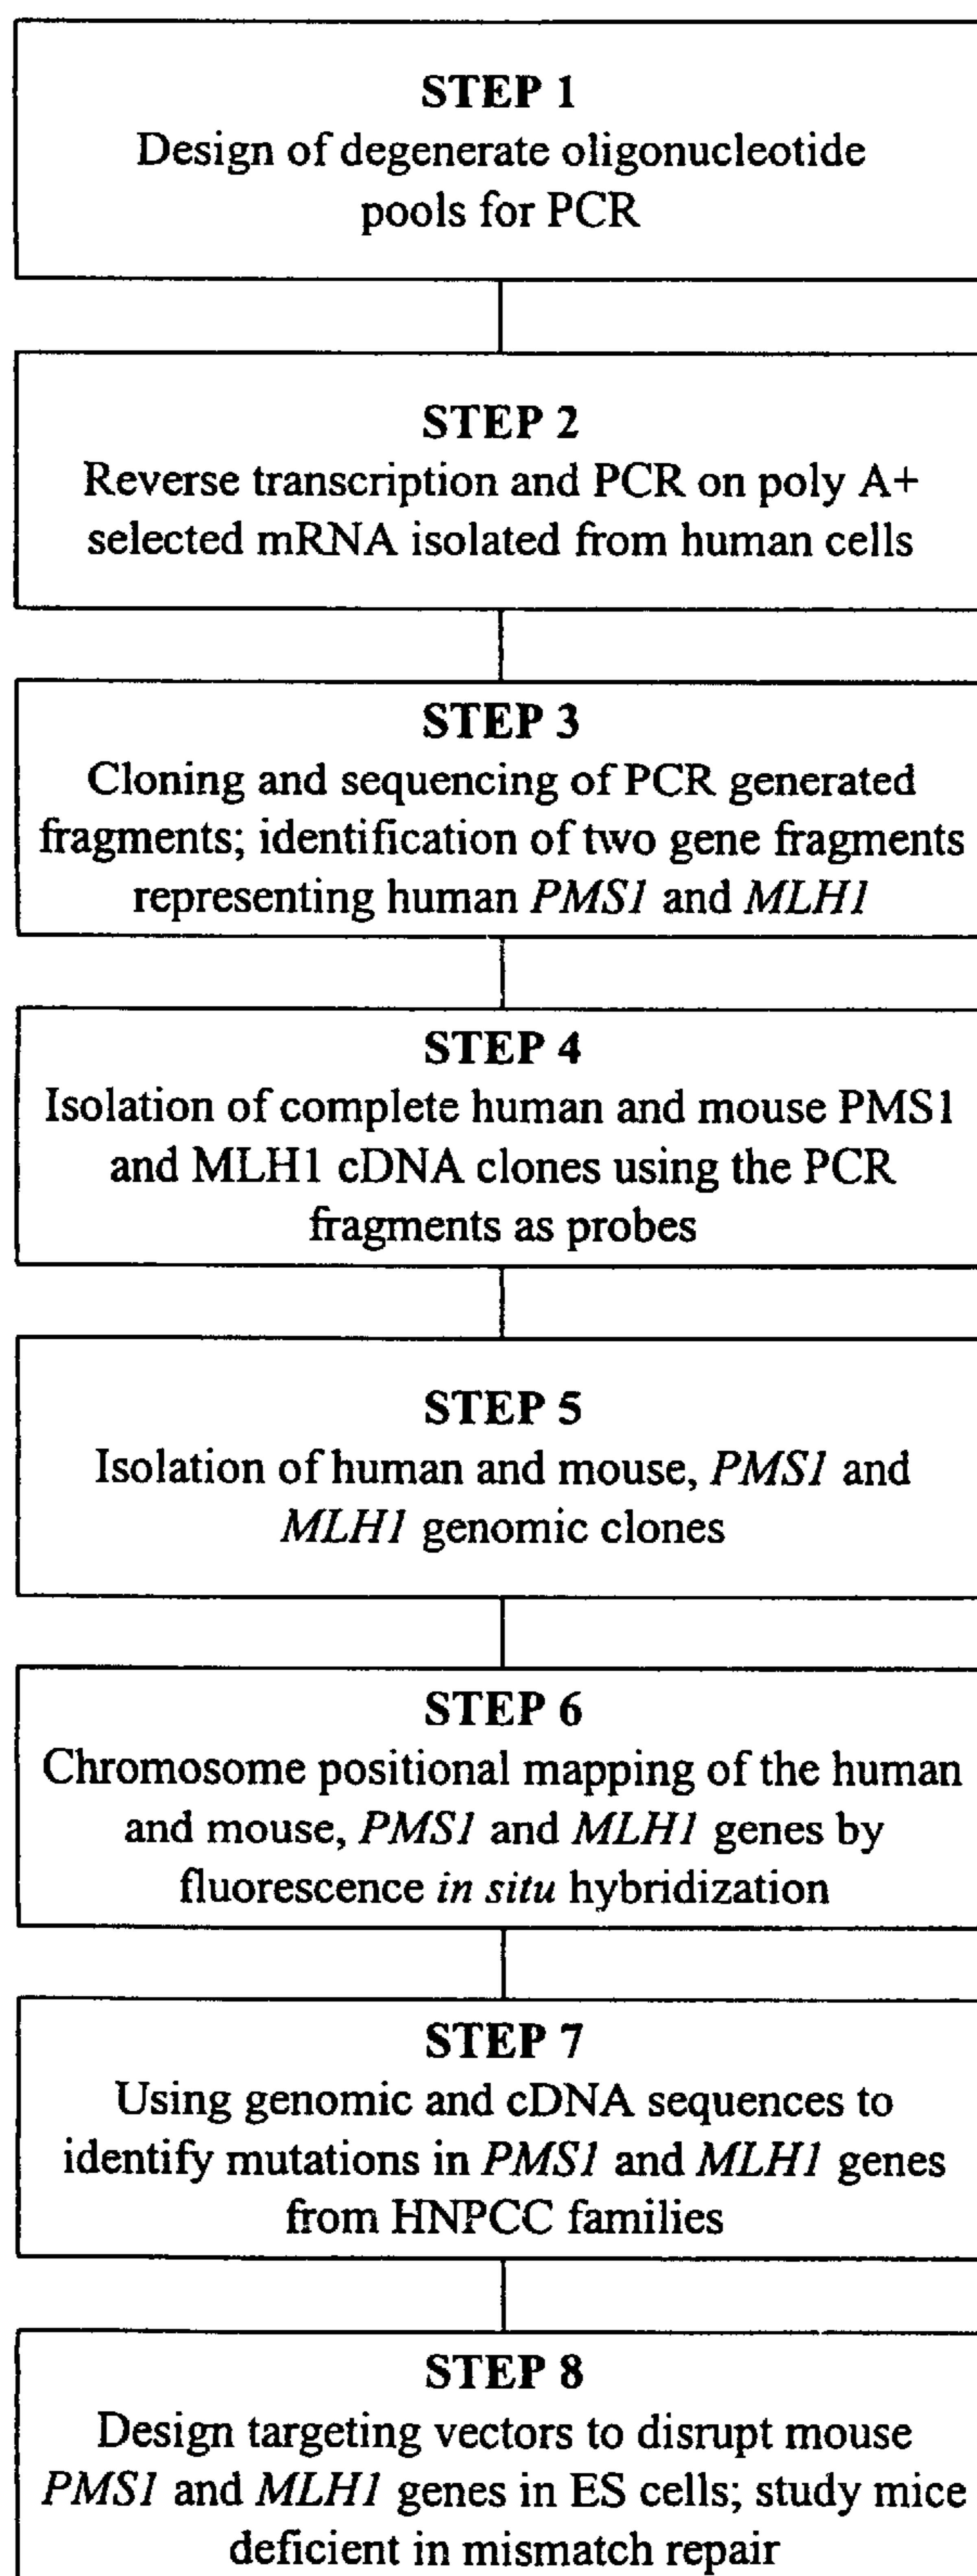 STEP 1
Design of degenerate oligonucleotide
pools for PCR
STEP 2
Reverse transcription and PCR on poly A+
selected mRNA isolated from human cells
STEP 3
Cloning and sequencing of PCR generated
fragments; identification of two gene fragments
representing human PMS1 and MLH1
STEP 4
Isolation of complete human and mouse PMS1
and MLH1 cDNA clones using the PCR
fragments as probes
STEP 5
Isolation of human and mouse, PMS1 and
MLH1 genomic clones
STEP 6
Chromosome positional mapping of the human
and mouse, PMS1 and MLH1 genes by
fluorescence in situ hybridization
STEP 7
Using genomic and cDNA sequences to
identify mutations in PMS1 and MLH1 genes
from HNPCC families
STEP 8
Design targeting vectors to disrupt mouse
PMS1 and MLH1 genes in ES cells; study mice
deficient in mismatch repair